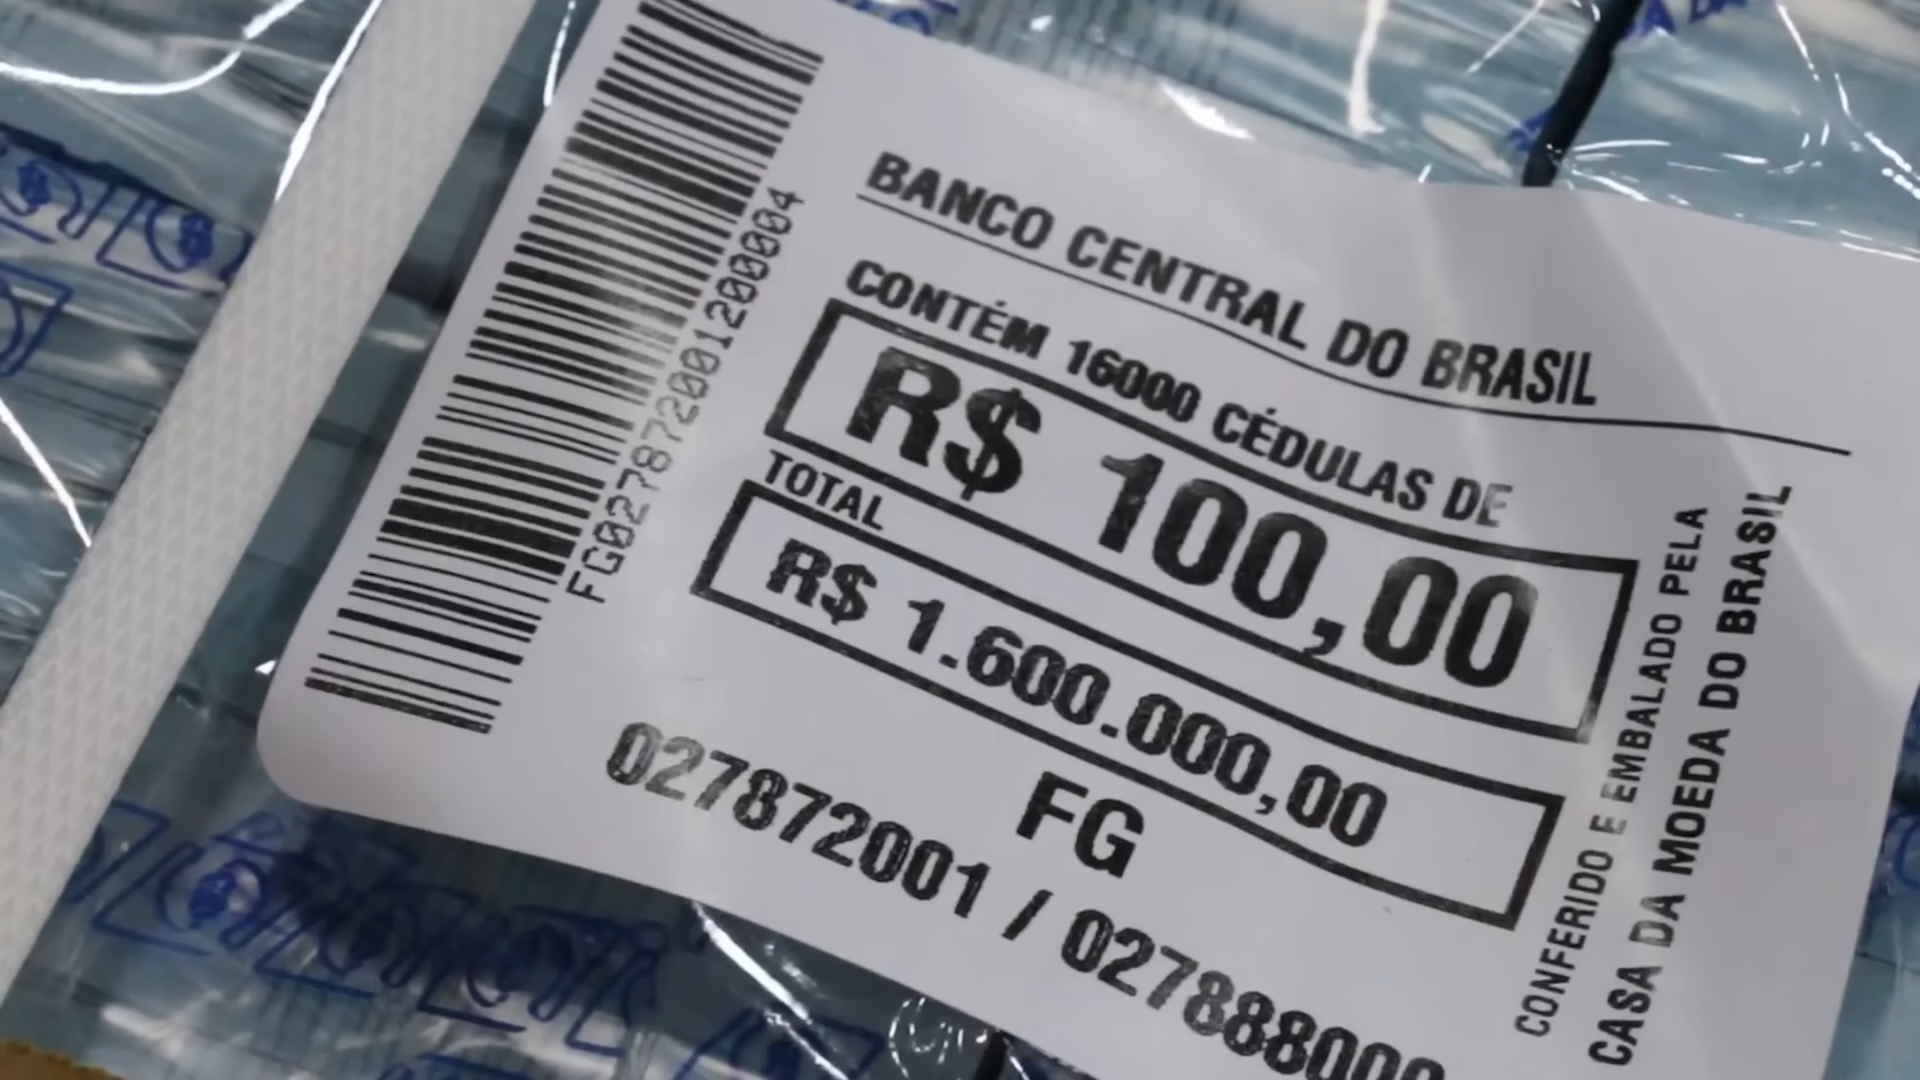 BANCO CENTRAL DO BRASIL
CONTÉM 16000 CÉDULAS DE
R$ 100,00
TOTAL
R$ 1.600.000,00
FG
027872001 / 027888000
FG02787200120004
CONFERIDO E EMBALADO PELA
CASA DA MOEDA DO BRASIL